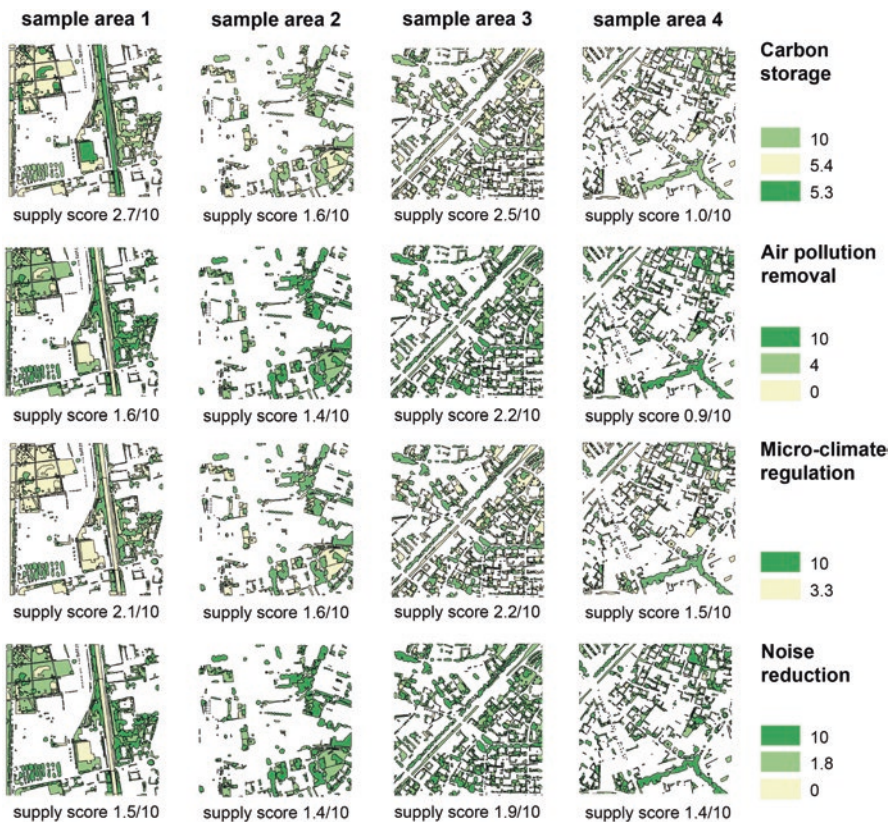 sample area 1
sample area 2
sample area 3
sample area 4
Carbon
storage
10
5.4
5.3
supply score 2.7/10
supply score 1.6/10
supply score 2.5/10
supply score 1.0/10
Air pollution
removal
10
4
0
supply score 1.6/10
supply score 1.4/10
supply score 2.2/10
supply score 0.9/10
Micro-climate
regulation
10
3.3
supply score 2.1/10
supply score 1.6/10
supply score 2.2/10
supply score 1.5/10
Noise
reduction
10
1.8
0
supply score 1.5/10
supply score 1.4/10
supply score 1.9/10
supply score 1.4/10